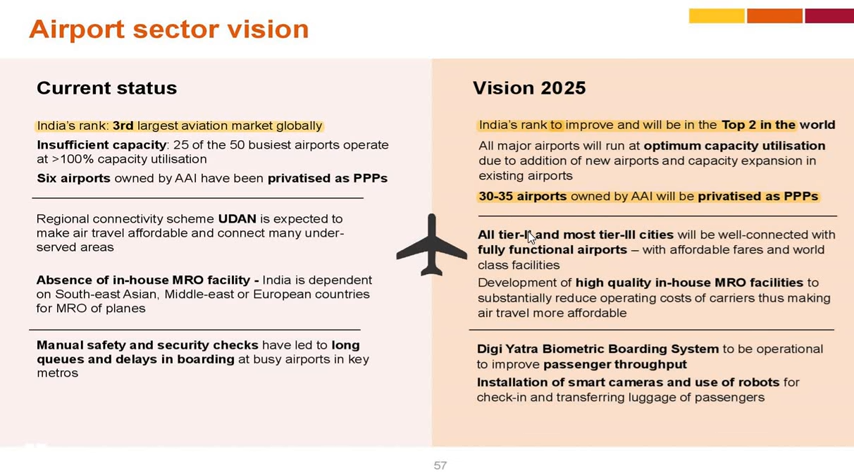 Airport sector vision
Current status
India's rank: 3rd largest aviation market globally
Insufficient capacity: 25 of the 50 busiest airports operate
at >100% capacity utilisation
Six airports owned by AAI have been privatised as PPPs
Regional connectivity scheme UDAN is expected to
make air travel affordable and connect many under-
served areas
Absence of in-house MRO facility - India is dependent
on South-east Asian, Middle-east or European countries
for MRO of planes
Manual safety and security checks have led to long
queues and delays in boarding at busy airports in key
metros
Vision 2025
India's rank to improve and will be in the Top 2 in the world
All major airports will run at optimum capacity utilisation
due to addition of new airports and capacity expansion in
existing airports
30-35 airports owned by AAI will be privatised as PPPs
All tier-II and most tier-III cities will be well-connected with
fully functional airports – with affordable fares and world
class facilities
Development of high quality in-house MRO facilities to
substantially reduce operating costs of carriers thus making
air travel more affordable
Digi Yatra Biometric Boarding System to be operational
to improve passenger throughput
Installation of smart cameras and use of robots for
check-in and transferring luggage of passengers
57